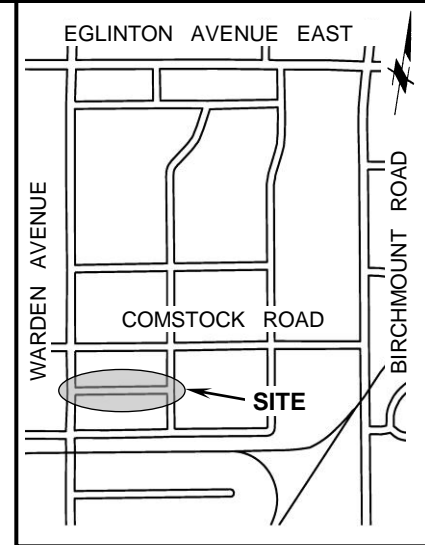 EGLINTON AVENUE EAST
WARDEN AVENUE
BIRCHMOUNT ROAD
COMSTOCK ROAD
SITE